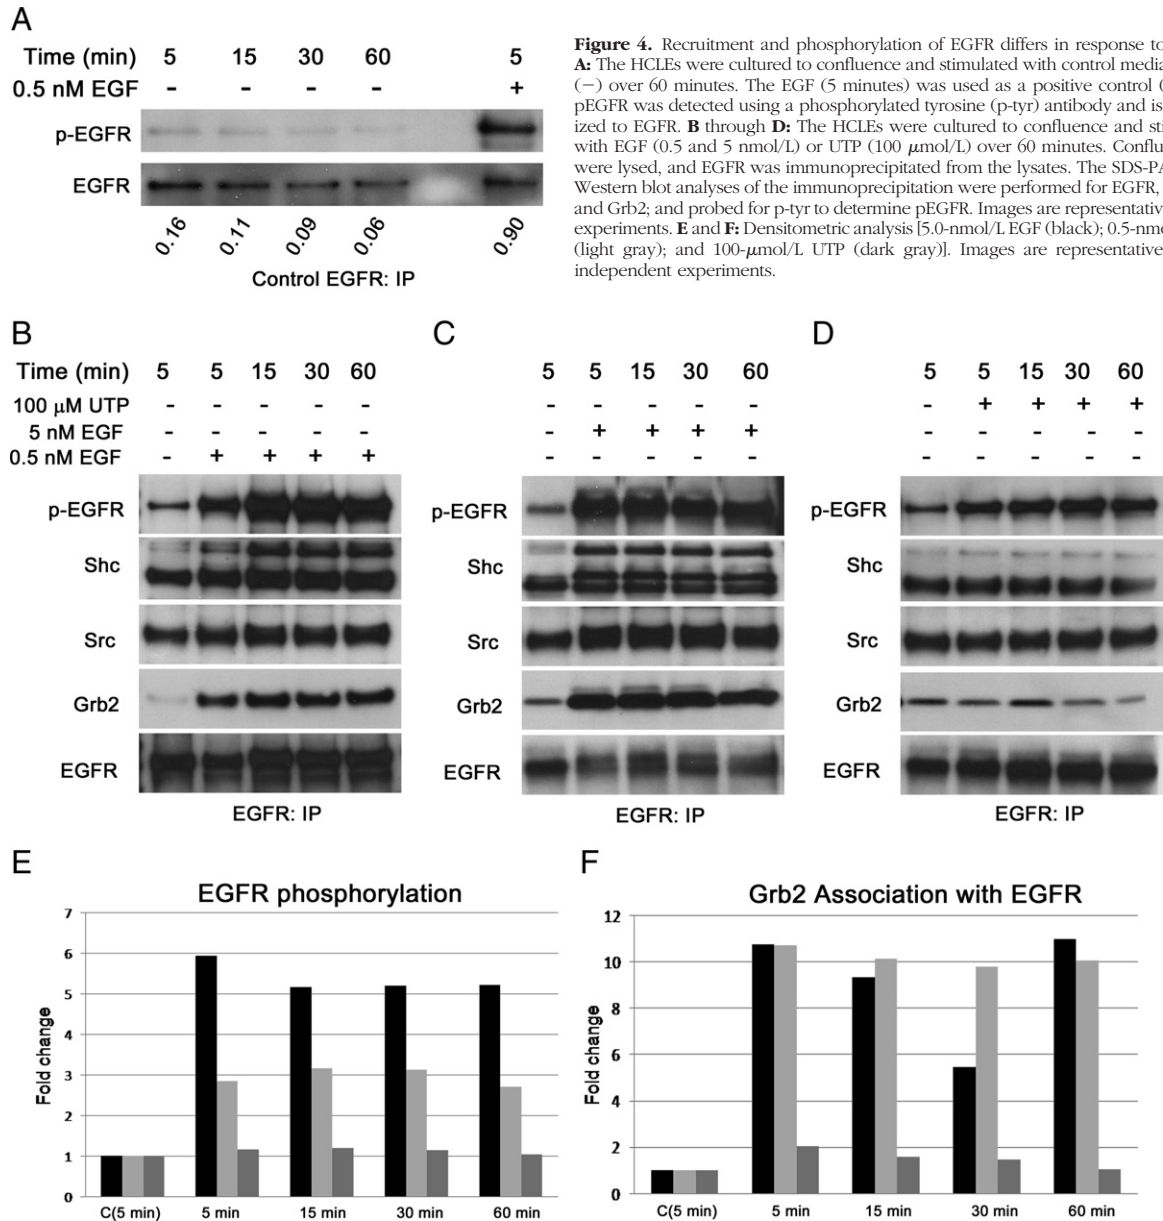 A
Time (min) 5 15 30 60 5
0.5 nM EGF - - - - +
p-EGFR
EGFR
0.16 0.11 0.09 0.06 0.90
Control EGFR: IP
Figure 4. Recruitment and phosphorylation of EGFR differs in response to
A: The HCLEs were cultured to confluence and stimulated with control media
(−) over 60 minutes. The EGF (5 minutes) was used as a positive control (
pEGFR was detected using a phosphorylated tyrosine (p-tyr) antibody and is
ized to EGFR. B through D: The HCLEs were cultured to confluence and sti
with EGF (0.5 and 5 nmol/L) or UTP (100 μmol/L) over 60 minutes. Conflu
were lysed, and EGFR was immunoprecipitated from the lysates. The SDS-PA
Western blot analyses of the immunoprecipitation were performed for EGFR,
and Grb2; and probed for p-tyr to determine pEGFR. Images are representativ
experiments. E and F: Densitometric analysis [5.0-nmol/L EGF (black); 0.5-nmo
(light gray); and 100-μmol/L UTP (dark gray)]. Images are representative
independent experiments.
B
Time (min) 5 5 15 30 60
100 μM UTP - - - - -
5 nM EGF - - - - -
0.5 nM EGF - + + + +
p-EGFR
Shc
Src
Grb2
EGFR
EGFR: IP
C
5 5 15 30 60
- - - - -
- + + + +
- - - - -
p-EGFR
Shc
Src
Grb2
EGFR
EGFR: IP
D
5 5 15 30 60
- + + + +
- - - - -
- - - - -
p-EGFR
Shc
Src
Grb2
EGFR
EGFR: IP
E
EGFR phosphorylation
Fold change
7
6
5
4
3
2
1
0
C(5 min) 5 min 15 min 30 min 60 min
F
Grb2 Association with EGFR
Fold change
12
10
8
6
4
2
0
C(5 min) 5 min 15 min 30 min 60 min